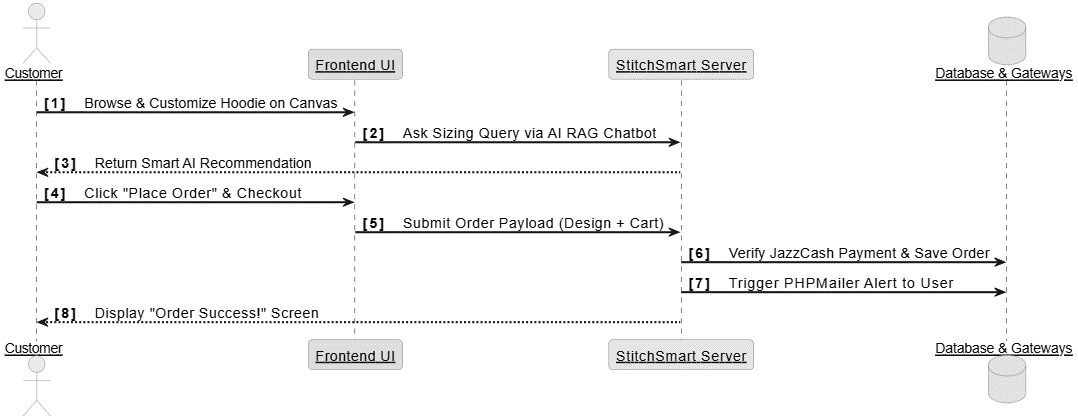 Customer
Frontend UI
StitchSmart Server
Database & Gateways
[1] Browse & Customize Hoodie on Canvas
[2] Ask Sizing Query via AI RAG Chatbot
[3] Return Smart AI Recommendation
[4] Click "Place Order" & Checkout
[5] Submit Order Payload (Design + Cart)
[6] Verify JazzCash Payment & Save Order
[7] Trigger PHPMailer Alert to User
[8] Display "Order Success!" Screen
Customer
Frontend UI
StitchSmart Server
Database & Gateways